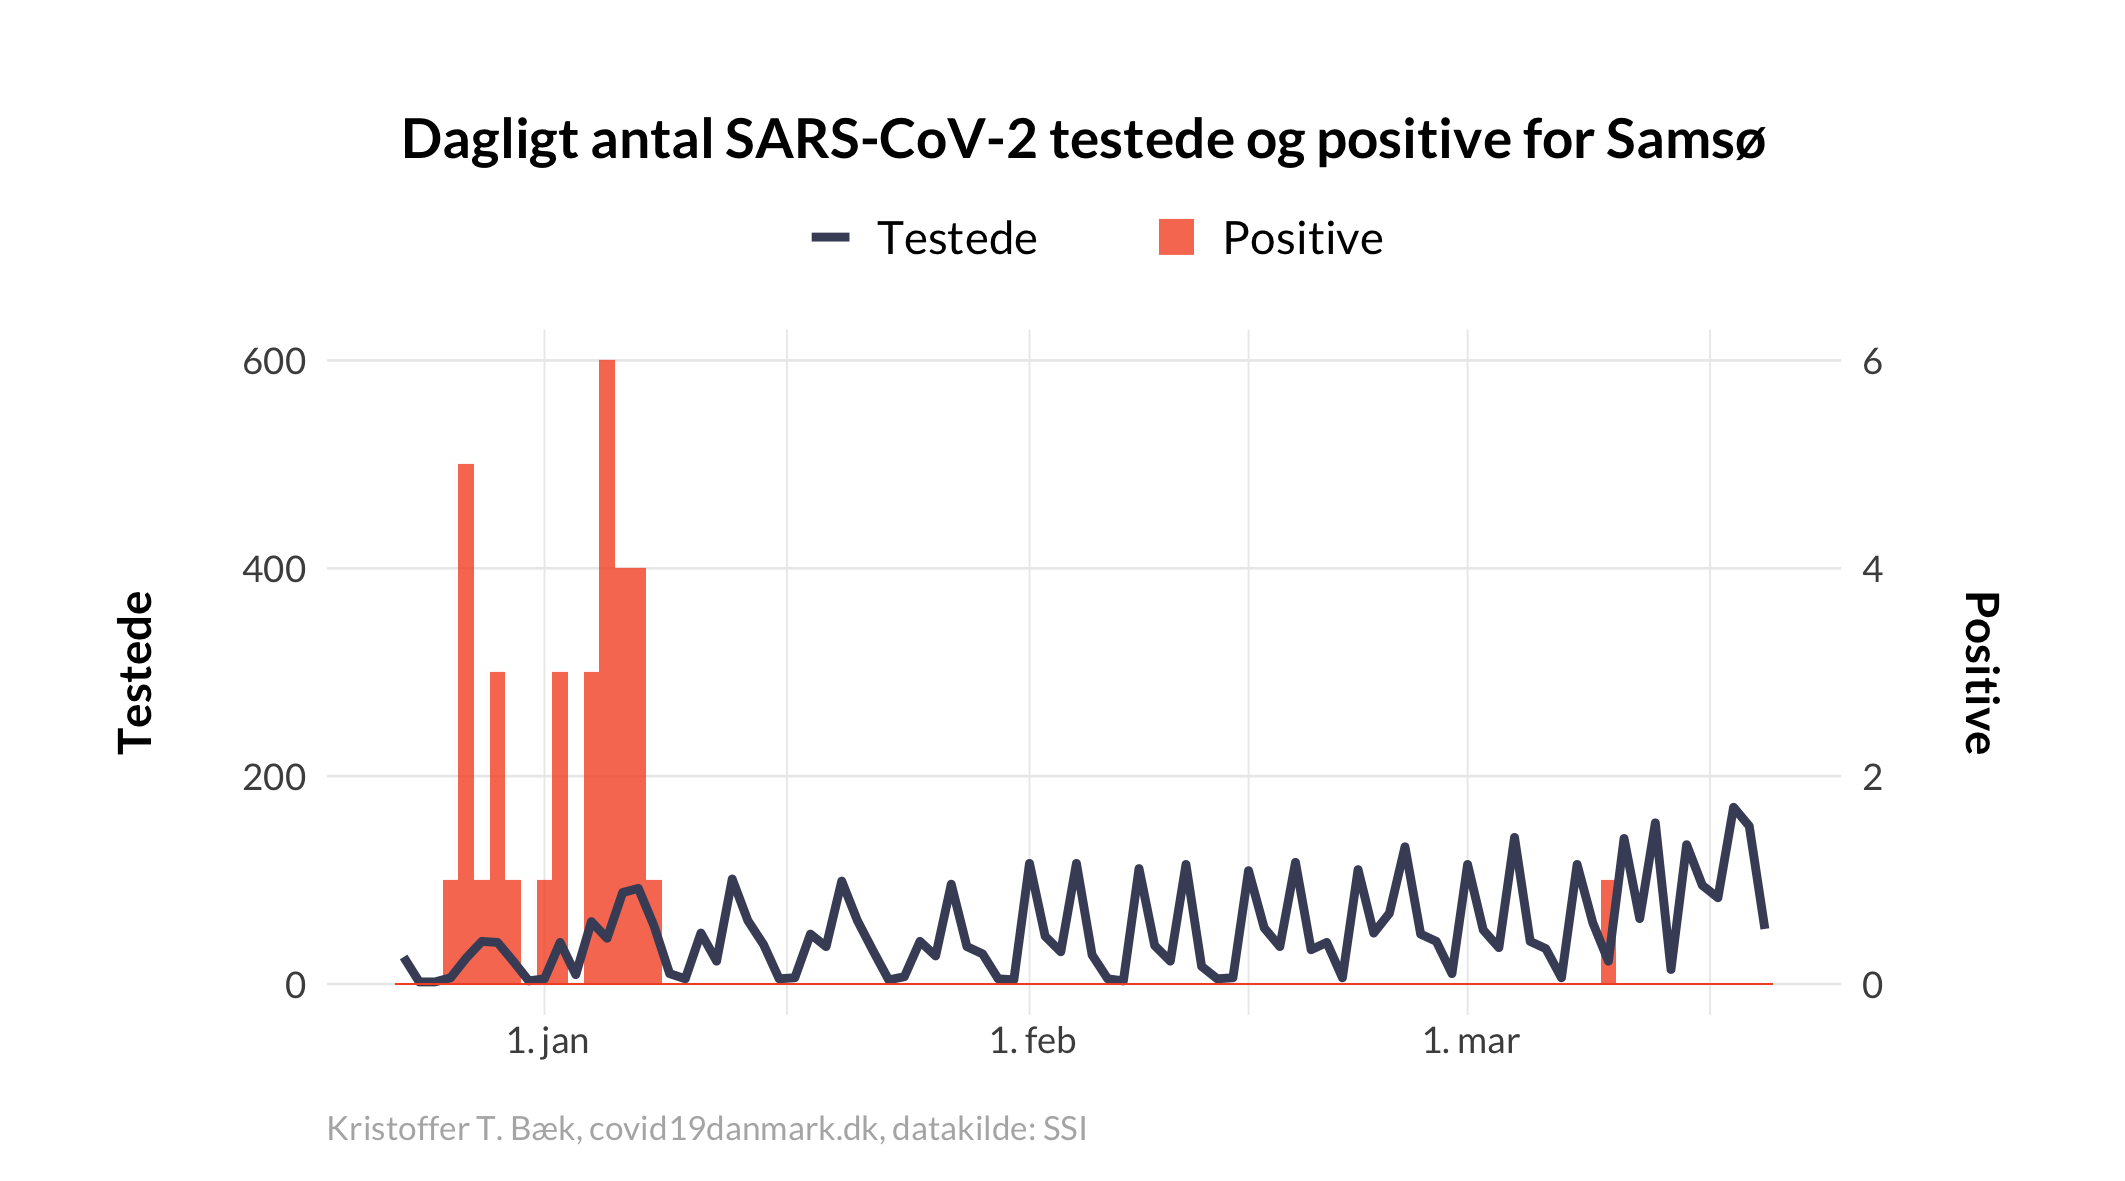 Dagligt antal SARS-CoV-2 testede og positive for Samsø
Testede
Positive
600
400
200
0
6
4
2
0
Testede
Positive
1. jan
1. feb
1. mar
Kristoffer T. Bæk, covid19danmark.dk, datakilde: SSI